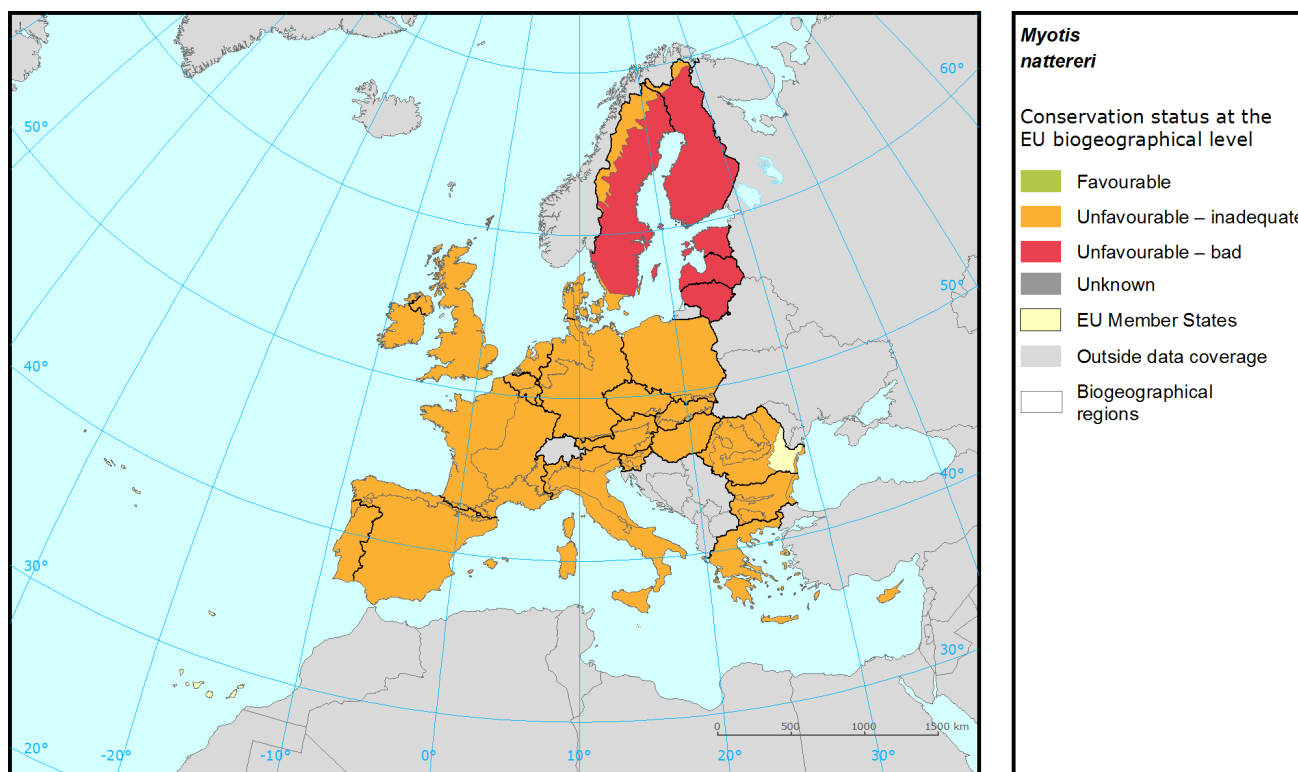 Myotis
nattereri
Conservation status at the
EU biogeographical level
Favourable
Unfavourable – inadequate
Unfavourable – bad
Unknown
EU Member States
Outside data coverage
Biogeographical
regions
60°
50°
50°
40°
40°
30°
30°
0 500 1000 1500 km
20° -20° -10° 0° 10° 20° 30°